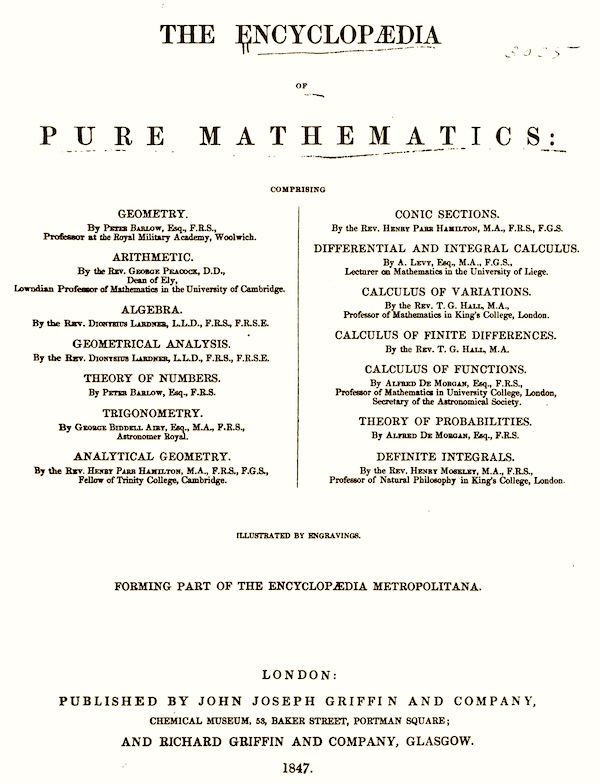 THE ENCYCLOPÆDIA
3025
OF
PURE MATHEMATICS:
COMPRISING
GEOMETRY.
By Peter Barlow, Esq., F.R.S.,
Professor at the Royal Military Academy, Woolwich.
ARITHMETIC.
By the Rev. George Peacock, D.D.,
Dean of Ely,
Lowndian Professor of Mathematics in the University of Cambridge.
ALGEBRA.
By the Rev. Dionysius Lardner, L.L.D., F.R.S., F.R.S.E.
GEOMETRICAL ANALYSIS.
By the Rev. Dionysius Lardner, L.L.D., F.R.S., F.R.S.E.
THEORY OF NUMBERS.
By Peter Barlow, Esq., F.R.S.
TRIGONOMETRY.
By George Biddell Airy, Esq., M.A., F.R.S.,
Astronomer Royal.
ANALYTICAL GEOMETRY.
By the Rev. Henry Parr Hamilton, M.A., F.R.S., F.G.S.,
Fellow of Trinity College, Cambridge.
CONIC SECTIONS.
By the Rev. Henry Parr Hamilton, M.A., F.R.S., F.G.S.
DIFFERENTIAL AND INTEGRAL CALCULUS.
By A. Levy, Esq., M.A., F.G.S.,
Lecturer on Mathematics in the University of Liege.
CALCULUS OF VARIATIONS.
By the Rev. T. G. Hall, M.A.,
Professor of Mathematics in King's College, London.
CALCULUS OF FINITE DIFFERENCES.
By the Rev. T. G. Hall, M.A.
CALCULUS OF FUNCTIONS.
By Alfred De Morgan, Esq., F.R.S.,
Professor of Mathematics in University College, London,
Secretary of the Astronomical Society.
THEORY OF PROBABILITIES.
By Alfred De Morgan, Esq., F.R.S.
DEFINITE INTEGRALS.
By the Rev. Henry Moseley, M.A., F.R.S.,
Professor of Natural Philosophy in King's College, London.
ILLUSTRATED BY ENGRAVINGS.
FORMING PART OF THE ENCYCLOPÆDIA METROPOLITANA.
LONDON:
PUBLISHED BY JOHN JOSEPH GRIFFIN AND COMPANY,
CHEMICAL MUSEUM, 53, BAKER STREET, PORTMAN SQUARE;
AND RICHARD GRIFFIN AND COMPANY, GLASGOW.
1847.